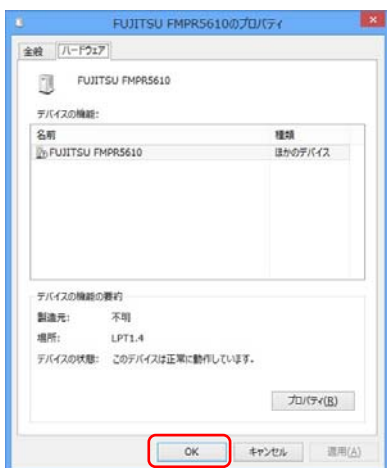 FUJITSU FMPR5610のプロパティ
全般 ハードウェア
FUJITSU FMPR5610
デバイスの機能:
名前 種類
FUJITSU FMPR5610 ほかのデバイス
デバイスの機能の要約
製造元: 不明
場所: LPT1.4
デバイスの状態: このデバイスは正常に動作しています。
プロパティ(R)
OK キャンセル 適用(A)